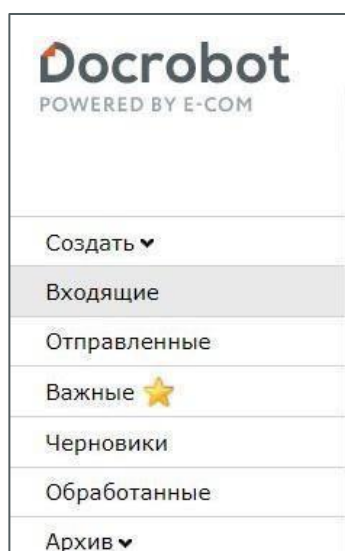 Docrobot
POWERED BY E-COM
Создать
Входящие
Отправленные
Важные
Черновики
Обработанные
Архив